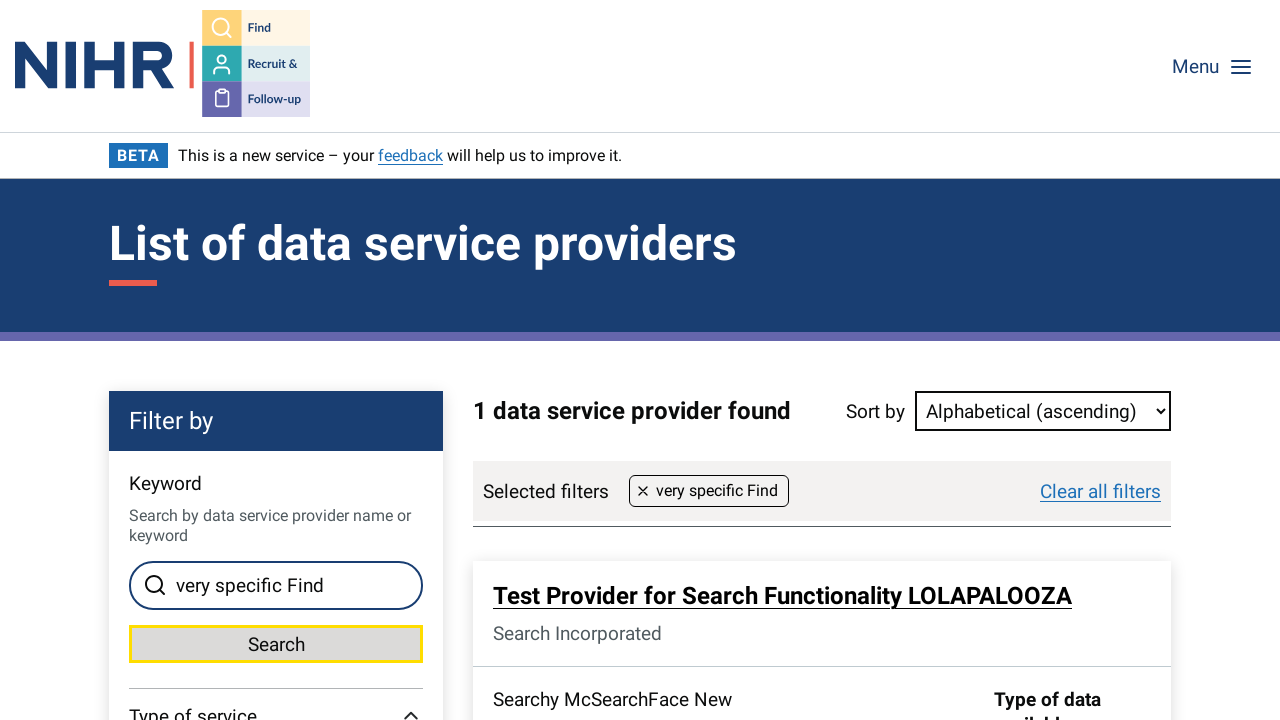 NIHR
Find
Recruit &
Follow-up
Menu
BETA This is a new service – your feedback will help us to improve it.
List of data service providers
Filter by
Keyword
Search by data service provider name or
keyword
very specific Find
Search
Type of service
1 data service provider found
Sort by Alphabetical (ascending)
Selected filters very specific Find Clear all filters
Test Provider for Search Functionality LOLAPALOOZA
Search Incorporated
Searchy McSearchFace New
Type of data